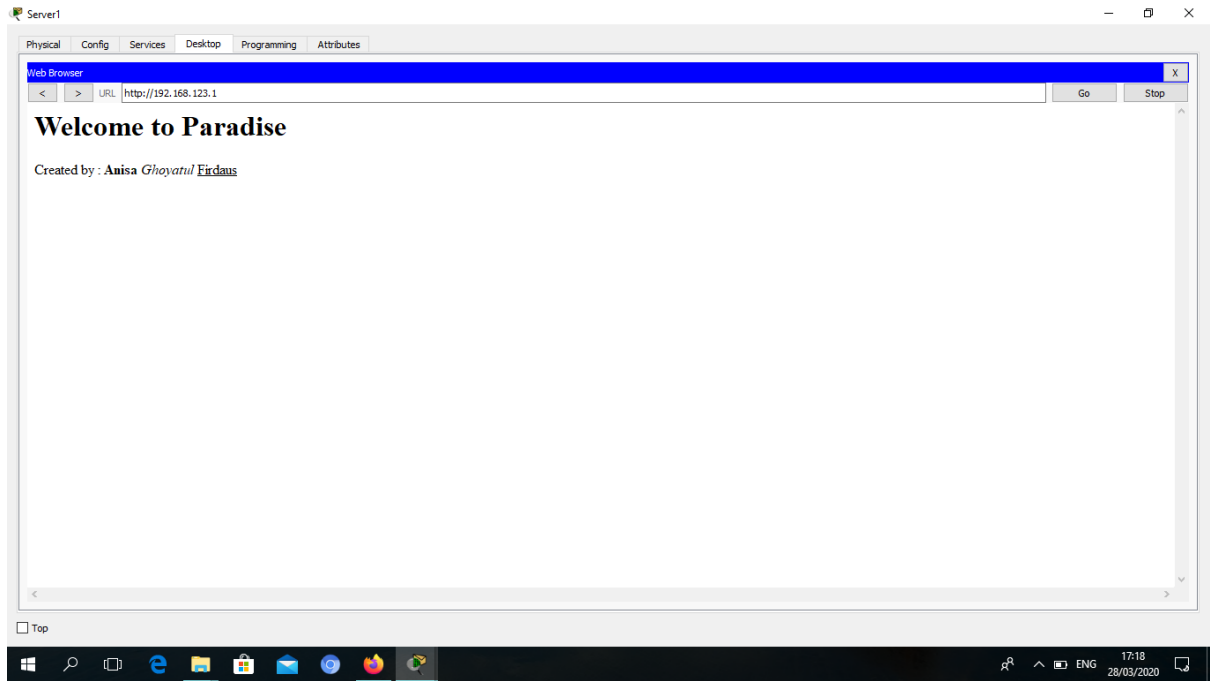 Server1
Physical Config Services Desktop Programming Attributes
Web Browser X
< > URL http://192.168.123.1 Go Stop
Welcome to Paradise
Created by : Anisa Ghoyatul Firdaus
Top
ENG 17:18
28/03/2020